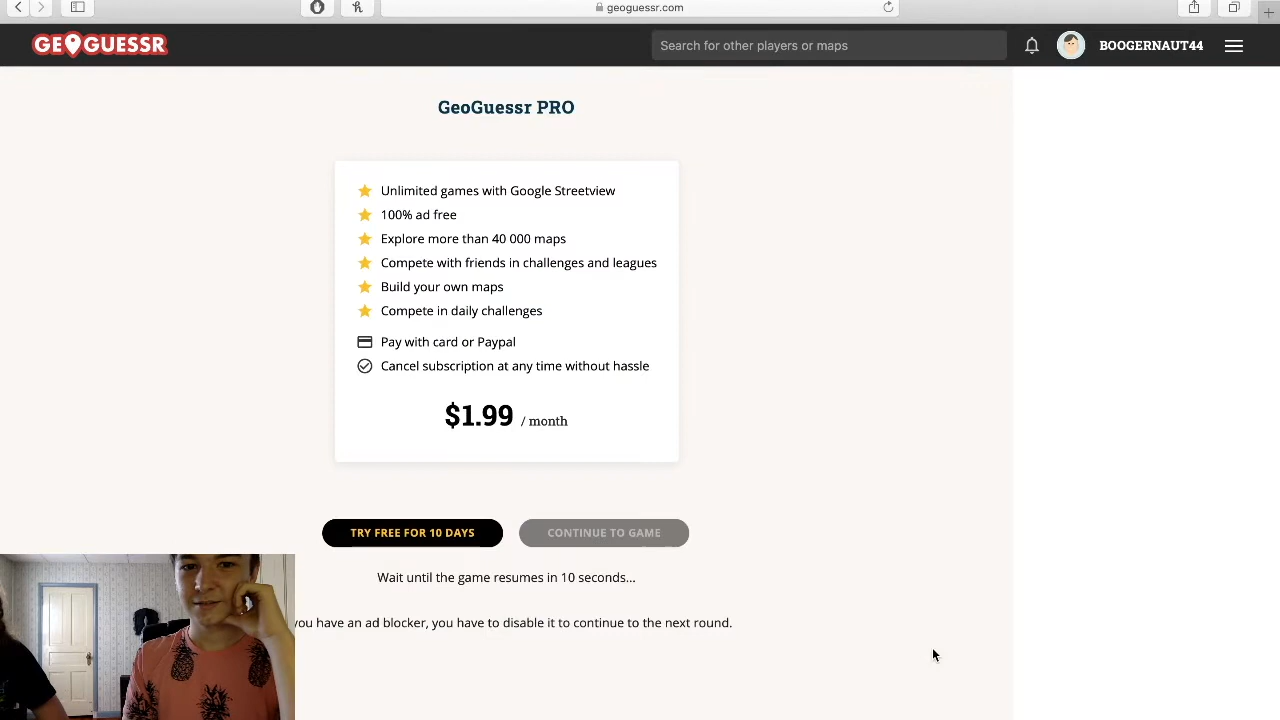 geoguessr.com
GEOGUESSR
Search for other players or maps
BOOGERNAUT44
GeoGuessr PRO
Unlimited games with Google Streetview
100% ad free
Explore more than 40 000 maps
Compete with friends in challenges and leagues
Build your own maps
Compete in daily challenges
Pay with card or Paypal
Cancel subscription at any time without hassle
$1.99 / month
TRY FREE FOR 10 DAYS
CONTINUE TO GAME
Wait until the game resumes in 10 seconds...
you have an ad blocker, you have to disable it to continue to the next round.